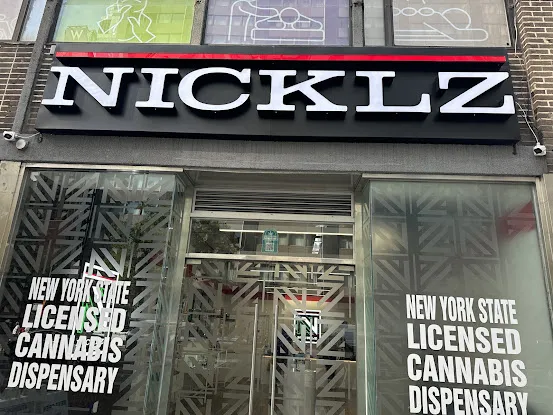 NICKLZ
NEW YORK STATE
LICENSED
CANNABIS
DISPENSARY
N
NEW YORK STATE
LICENSED
CANNABIS
DISPENSARY